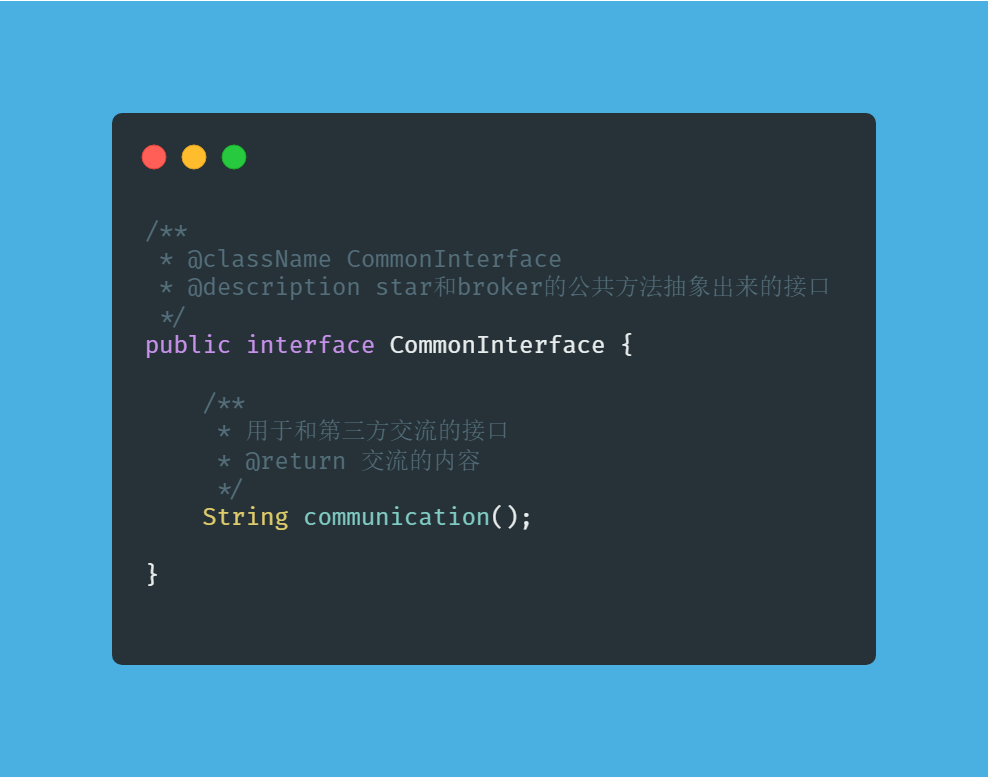 /**
 * @className CommonInterface
 * @description star和broker的公共方法抽象出来的接口
 */
public interface CommonInterface {
    /**
     * 用于和第三方交流的接口
     * @return 交流的内容
     */
    String communication();
}